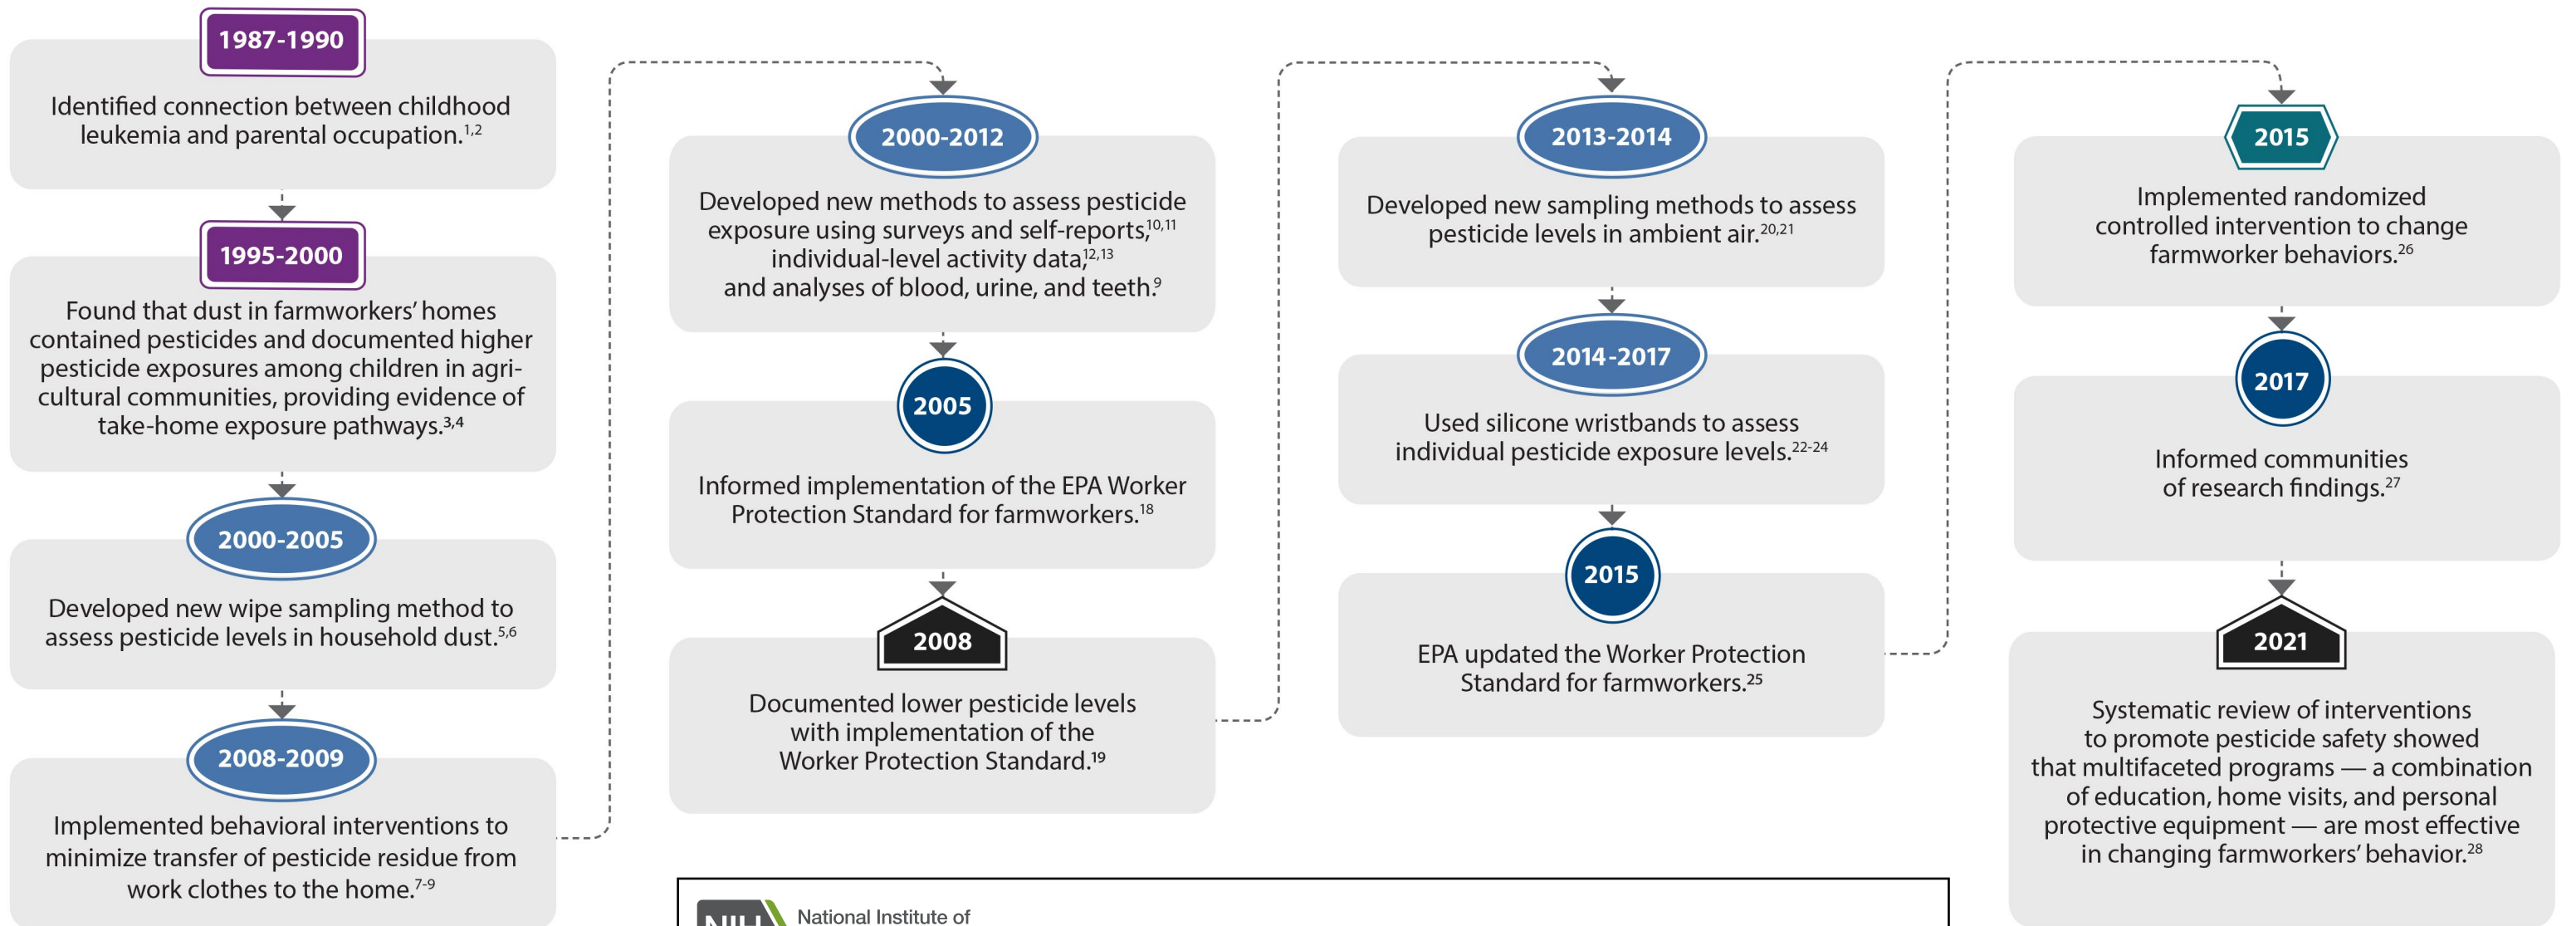 1987-1990
Identified connection between childhood
leukemia and parental occupation.1,2
1995-2000
Found that dust in farmworkers' homes
contained pesticides and documented higher
pesticide exposures among children in agri-
cultural communities, providing evidence of
take-home exposure pathways.3,4
2000-2005
Developed new wipe sampling method to
assess pesticide levels in household dust.5,6
2008-2009
Implemented behavioral interventions to
minimize transfer of pesticide residue from
work clothes to the home.7-9
2000-2012
Developed new methods to assess pesticide
exposure using surveys and self-reports,10,11
individual-level activity data,12,13
and analyses of blood, urine, and teeth.9
2005
Informed implementation of the EPA Worker
Protection Standard for farmworkers.18
2008
Documented lower pesticide levels
with implementation of the
Worker Protection Standard.19
2013-2014
Developed new sampling methods to assess
pesticide levels in ambient air.20,21
2014-2017
Used silicone wristbands to assess
individual pesticide exposure levels.22-24
2015
EPA updated the Worker Protection
Standard for farmworkers.25
2015
Implemented randomized
controlled intervention to change
farmworker behaviors.26
2017
Informed communities
of research findings.27
2021
Systematic review of interventions
to promote pesticide safety showed
that multifaceted programs — a combination
of education, home visits, and personal
protective equipment — are most effective
in changing farmworkers' behavior.28
NIH
National Institute of